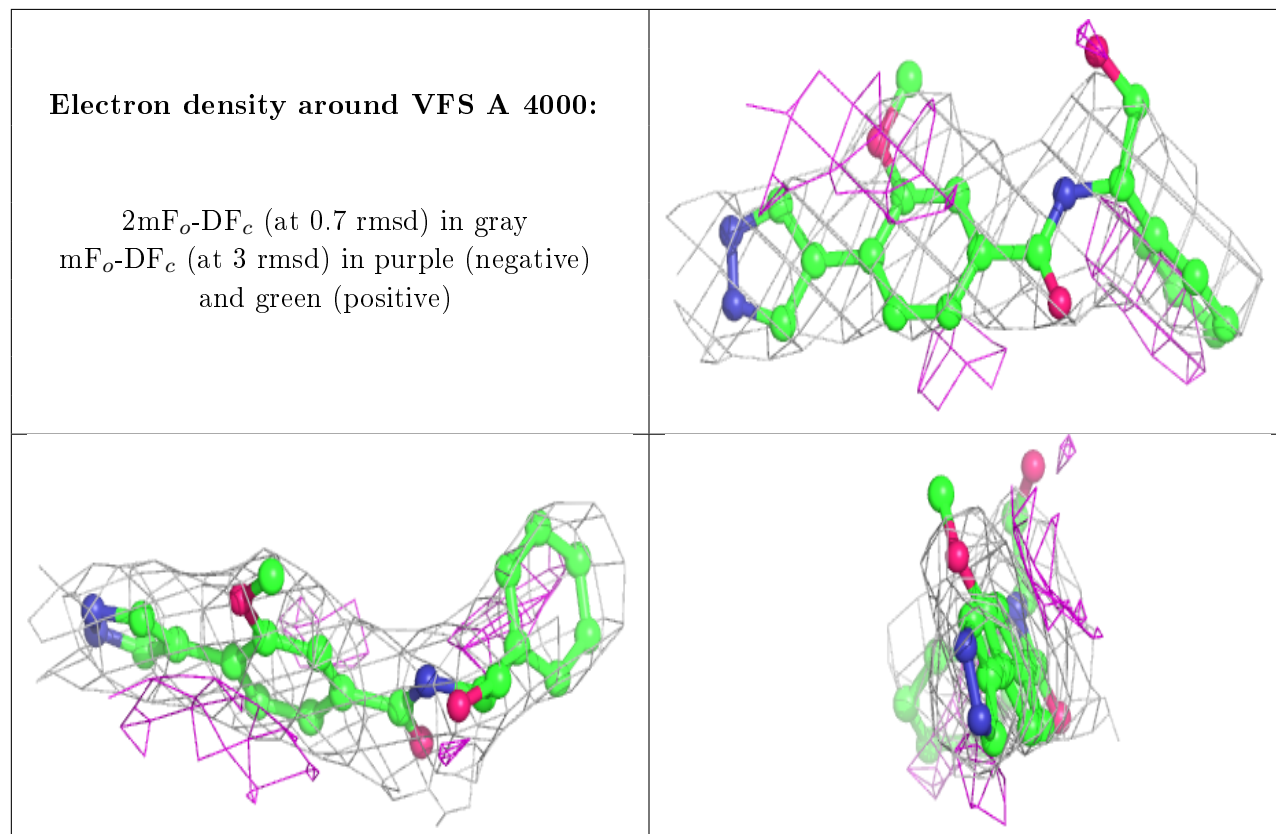 Electron density around VFS A 4000:
2mFₒ-DF𝒸 (at 0.7 rmsd) in gray
mFₒ-DF𝒸 (at 3 rmsd) in purple (negative)
and green (positive)